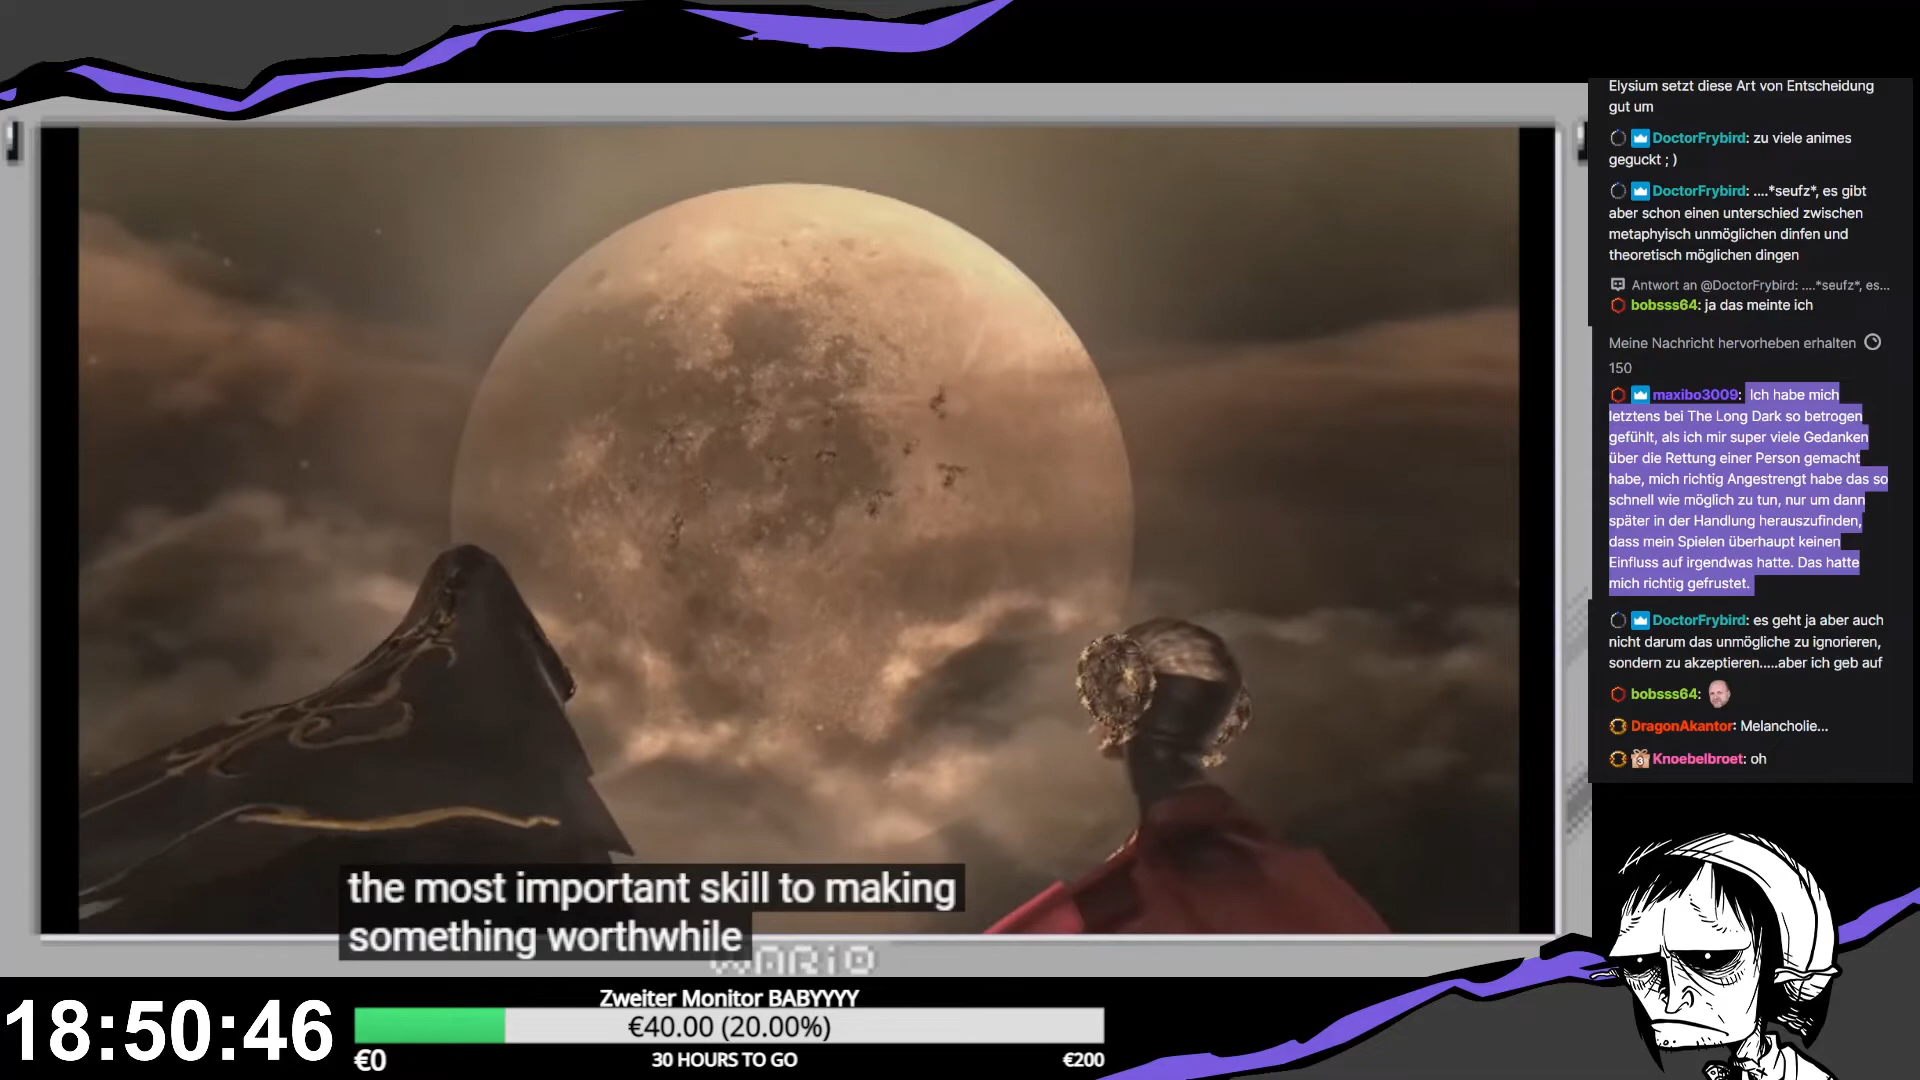 Elysium setzt diese Art von Entscheidung
gut um
DoctorFrybird: zu viele animes
geguckt ; )
DoctorFrybird: ....*seufz*, es gibt
aber schon einen unterschied zwischen
metaphyisch unmöglichen dinfen und
theoretisch möglichen dingen
Antwort an @DoctorFrybird: ....*seufz*, es...
bobsss64: ja das meinte ich
Meine Nachricht hervorheben erhalten
150
maxibo3009: Ich habe mich
letztens bei The Long Dark so betrogen
gefühlt, als ich mir super viele Gedanken
über die Rettung einer Person gemacht
habe, mich richtig Angestrengt habe das so
schnell wie möglich zu tun, nur um dann
später in der Handlung herauszufinden,
dass mein Spielen überhaupt keinen
Einfluss auf irgendwas hatte. Das hatte
mich richtig gefrustet.
DoctorFrybird: es geht ja aber auch
nicht darum das unmögliche zu ignorieren,
sondern zu akzeptieren.....aber ich geb auf
bobsss64:
DragonAkantor: Melancholie...
3 Knoebelbroet: oh
the most important skill to making
something worthwhile
WARiO
Zweiter Monitor BABYYYY
18:50:46
€40.00 (20.00%)
€0
30 HOURS TO GO
€200